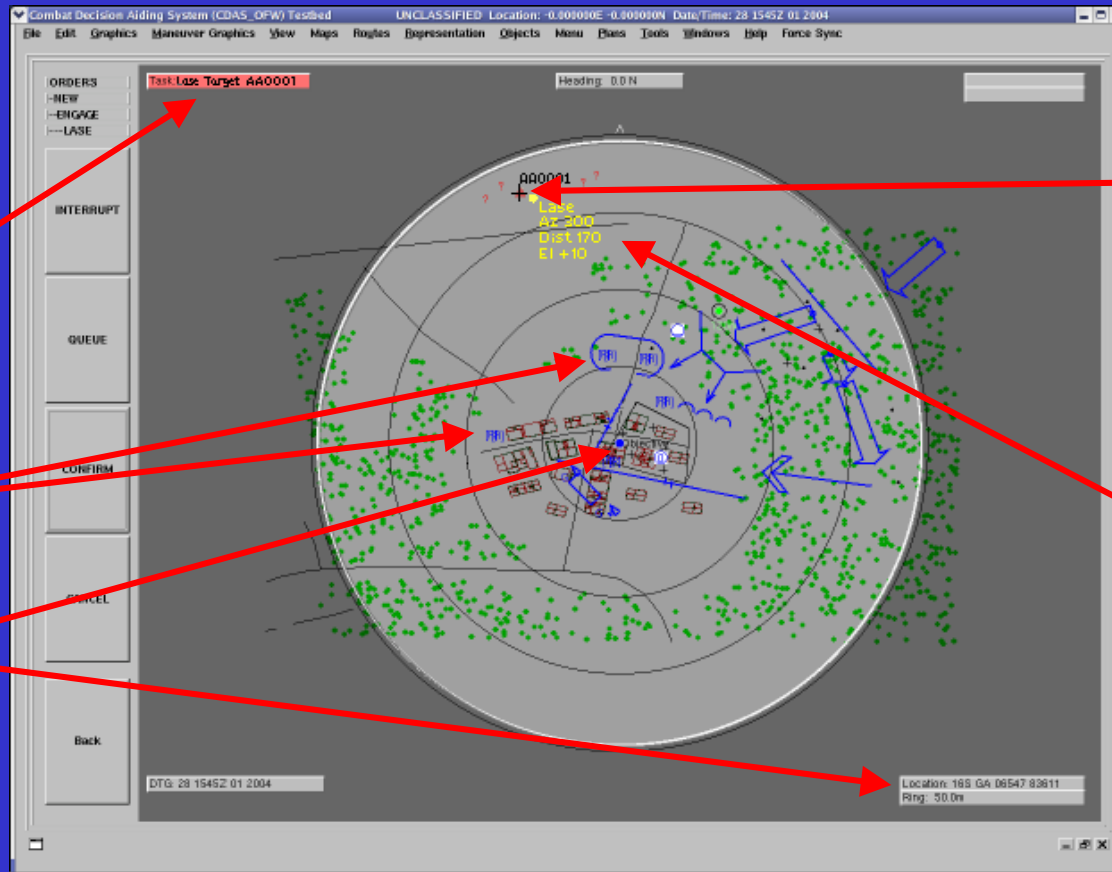 Combat Decision Aiding System (CDAS_OFW) Testbed UNCLASSIFIED Location: -0.000000E -0.000000N Date/Time: 28 1545Z 01 2004
File Edit Graphics Maneuver Graphics View Maps Routes Representation Objects Menu Plans Tools Windows Help Force Sync
ORDERS
-NEW
--ENGAGE
---LASE
Task:Lase Target AA0001
Heading: 0.0 N
INTERRUPT
QUEUE
CONFIRM
CANCEL
Back
AA0001
? ? ? ?
Lase
Az 300
Dist 170
El +10
Objective
DTG: 28 1545Z 01 2004
Location: 16S GA 06547 83611
Ring: 50.0m